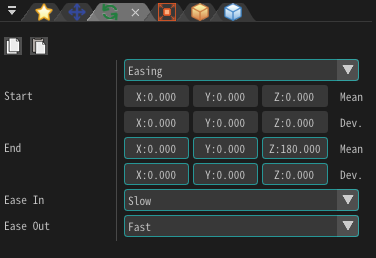 Easing
Start X:0.000 Y:0.000 Z:0.000 Mean
X:0.000 Y:0.000 Z:0.000 Dev.
End X:0.000 Y:0.000 Z:180.000 Mean
X:0.000 Y:0.000 Z:0.000 Dev.
Ease In Slow
Ease Out Fast